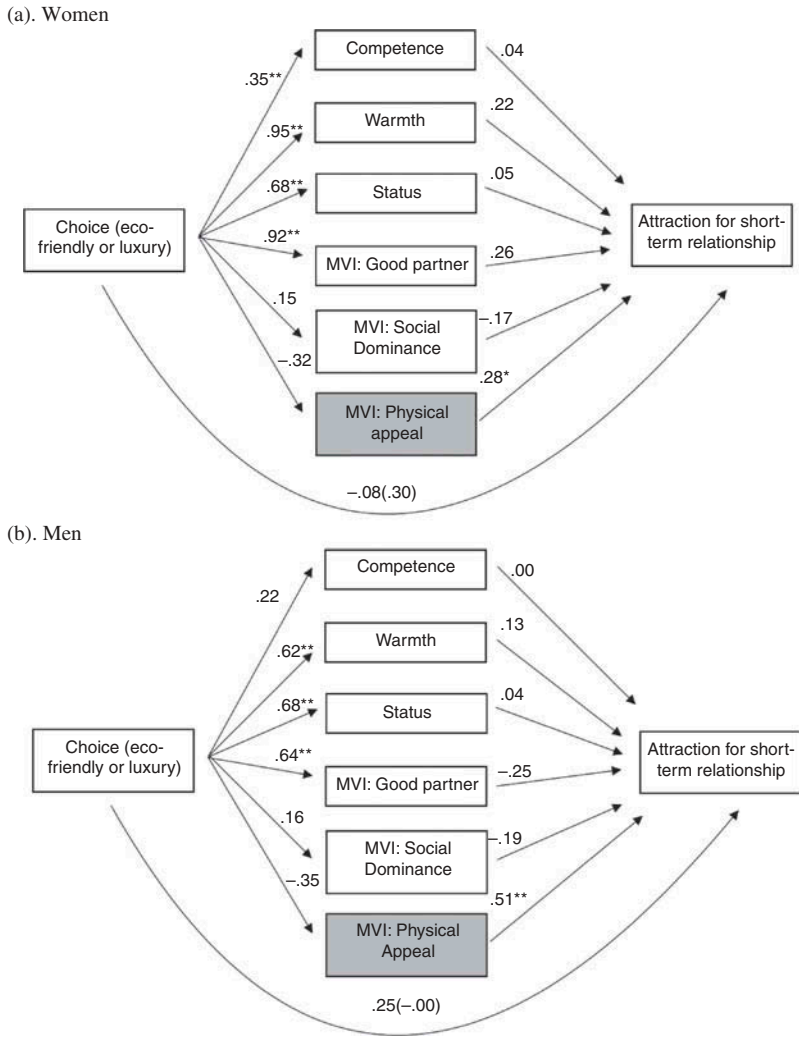 (a). Women
Competence
.04
.35**
Warmth
.22
.95**
Status
.05
.68**
Choice (eco-
friendly or luxury)
Attraction for short-
term relationship
.92**
MVI: Good partner
.26
.15
MVI: Social
Dominance
–.17
–.32
.28*
MVI: Physical
appeal
–.08(.30)
(b). Men
Competence
.00
.22
Warmth
.13
.62**
Status
.04
.68**
Choice (eco-
friendly or luxury)
Attraction for short-
term relationship
.64**
MVI: Good partner
–.25
.16
MVI: Social
Dominance
–.19
–.35
.51**
MVI: Physical
Appeal
.25(–.00)